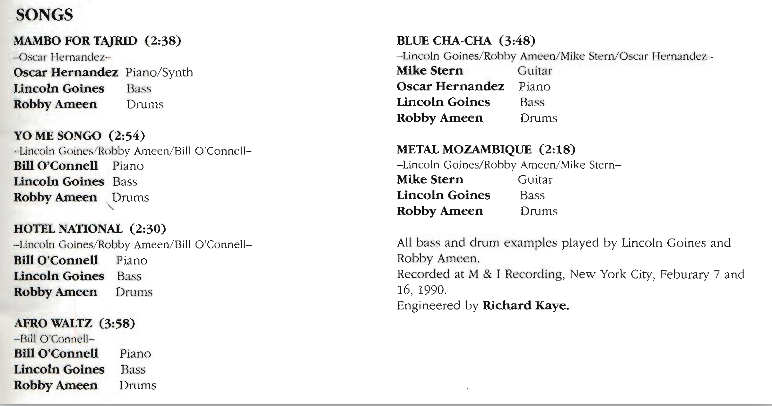 SONGS
MAMBO FOR TAJRID (2:38)
–Oscar Hernandez–
Oscar Hernandez Piano/Synth
Lincoln Goines Bass
Robby Ameen Drums
YO ME SONGO (2:54)
–Lincoln Goines/Robby Ameen/Bill O'Connell–
Bill O'Connell Piano
Lincoln Goines Bass
Robby Ameen Drums
HOTEL NATIONAL (2:30)
–Lincoln Goines/Robby Ameen/Bill O'Connell–
Bill O'Connell Piano
Lincoln Goines Bass
Robby Ameen Drums
AFRO WALTZ (3:58)
–Bill O'Connell–
Bill O'Connell Piano
Lincoln Goines Bass
Robby Ameen Drums
BLUE CHA-CHA (3:48)
–Lincoln Goines/Robby Ameen/Mike Stern/Oscar Hernandez–
Mike Stern Guitar
Oscar Hernandez Piano
Lincoln Goines Bass
Robby Ameen Drums
METAL MOZAMBIQUE (2:18)
–Lincoln Goines/Robby Ameen/Mike Stern–
Mike Stern Guitar
Lincoln Goines Bass
Robby Ameen Drums
All bass and drum examples played by Lincoln Goines and
Robby Ameen.
Recorded at M & I Recording, New York City, Feburary 7 and
16, 1990.
Engineered by Richard Kaye.